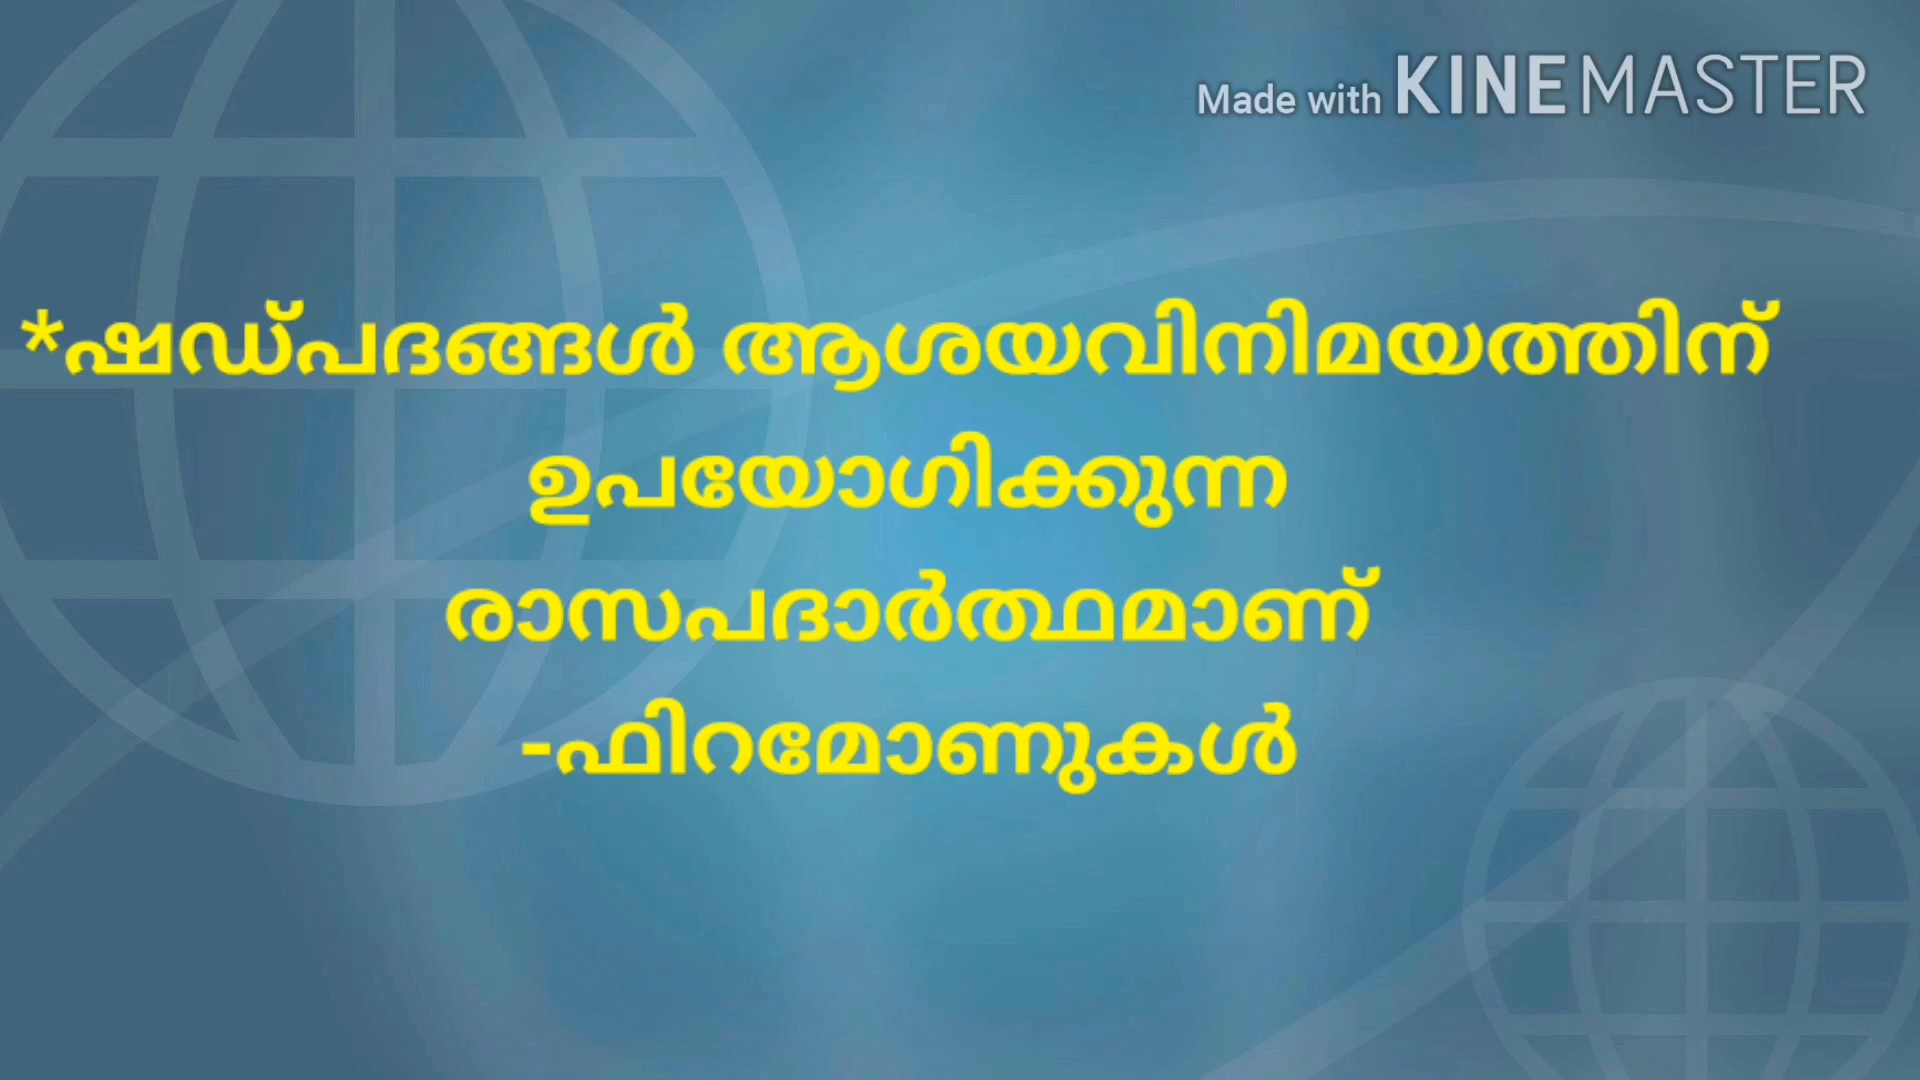 Made with KINEMASTER
*ഷഡ്പദങ്ങൾ ആശയവിനിമയത്തിന്
ഉപയോഗിക്കുന്ന
രാസപദാർത്ഥമാണ്
-ഫിറമോണുകൾ